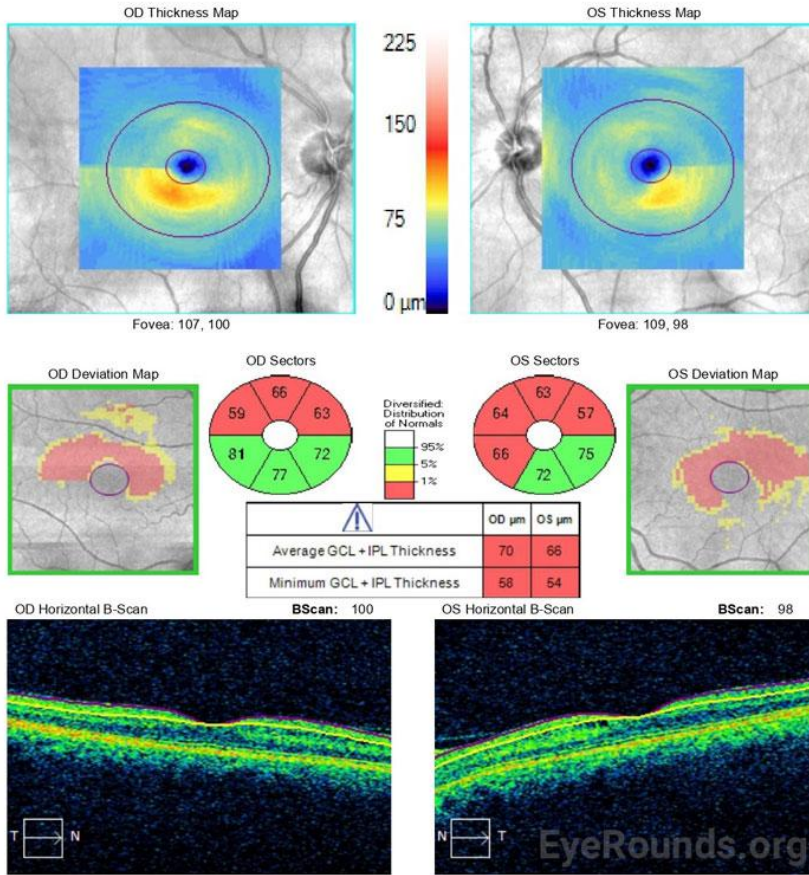 OD Thickness Map
OS Thickness Map
225
150
75
0 µm
Fovea: 107, 100
Fovea: 109, 98
OD Deviation Map
OD Sectors
OS Sectors
OS Deviation Map
66
59
63
81
72
77
Diversified:
Distribution
of Normals
95%
5%
1%
63
64
57
66
75
72
OD µm
OS µm
Average GCL + IPL Thickness
70
66
Minimum GCL + IPL Thickness
58
54
OD Horizontal B-Scan
BScan: 100
OS Horizontal B-Scan
BScan: 98
T
N
N
T
EyeRounds.org